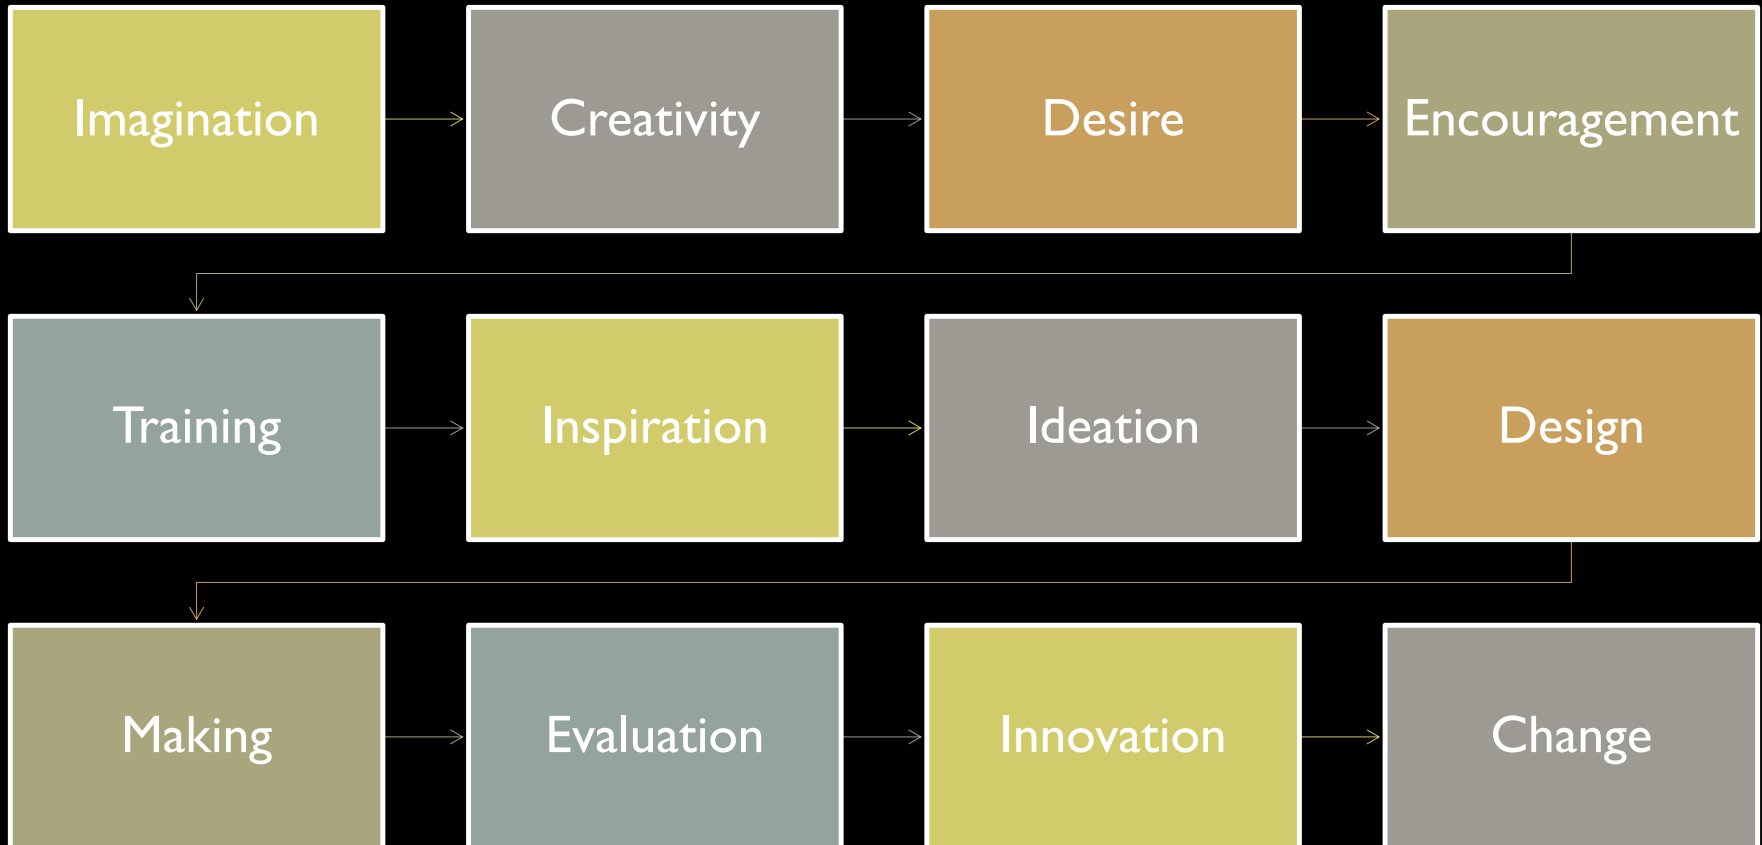 Imagination
Creativity
Desire
Encouragement
Training
Inspiration
Ideation
Design
Making
Evaluation
Innovation
Change